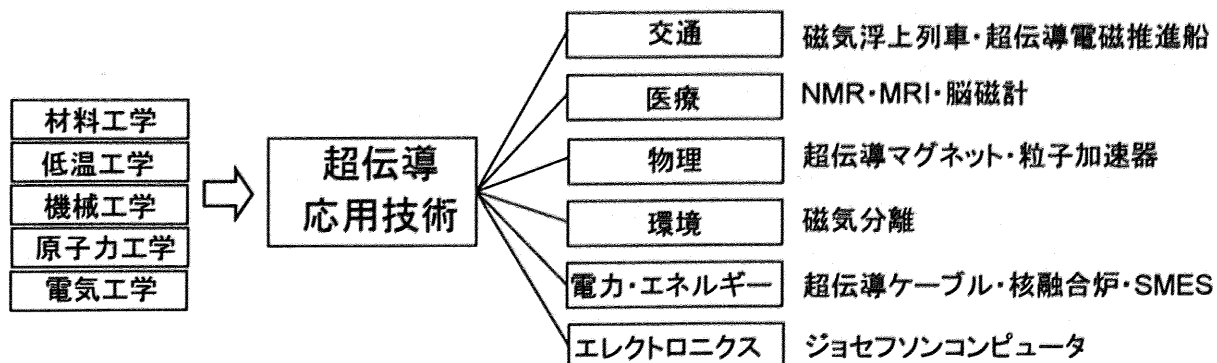 材料工学
低温工学
機械工学
原子力工学
電気工学
超伝導
応用技術
交通 磁気浮上列車・超伝導電磁推進船
医療 NMR・MRI・脳磁計
物理 超伝導マグネット・粒子加速器
環境 磁気分離
電力・エネルギー 超伝導ケーブル・核融合炉・SMES
エレクトロニクス ジョセフソンコンピュータ